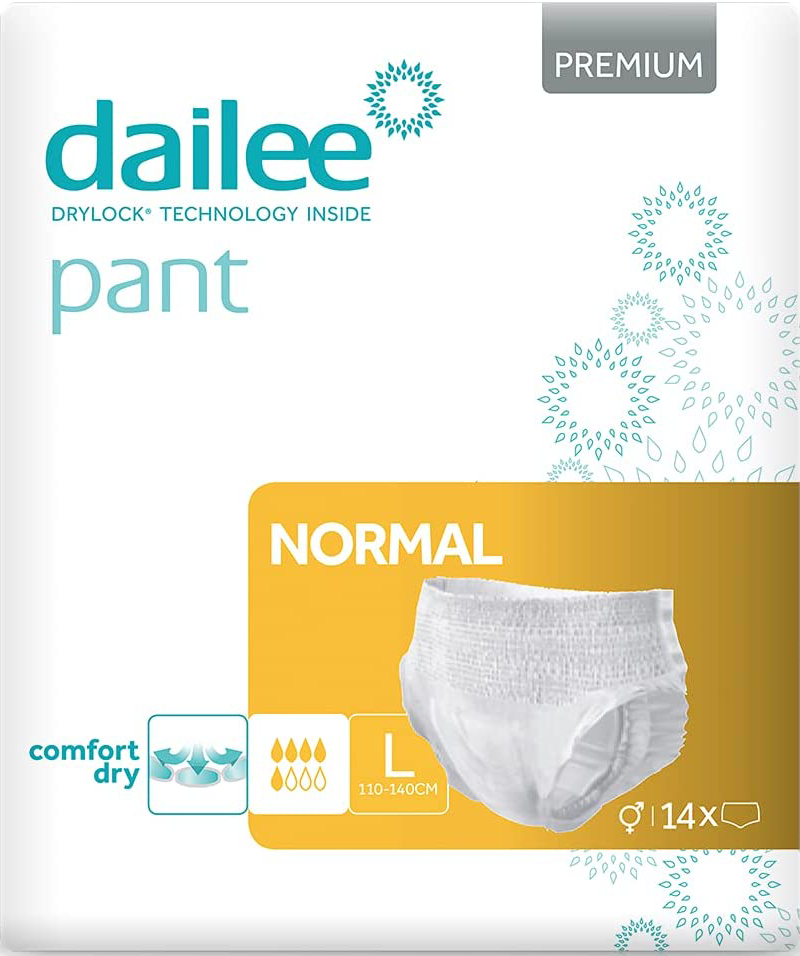 PREMIUM
dailee
DRYLOCK® TECHNOLOGY INSIDE
pant
NORMAL
comfort
dry
L
110-140CM
14x